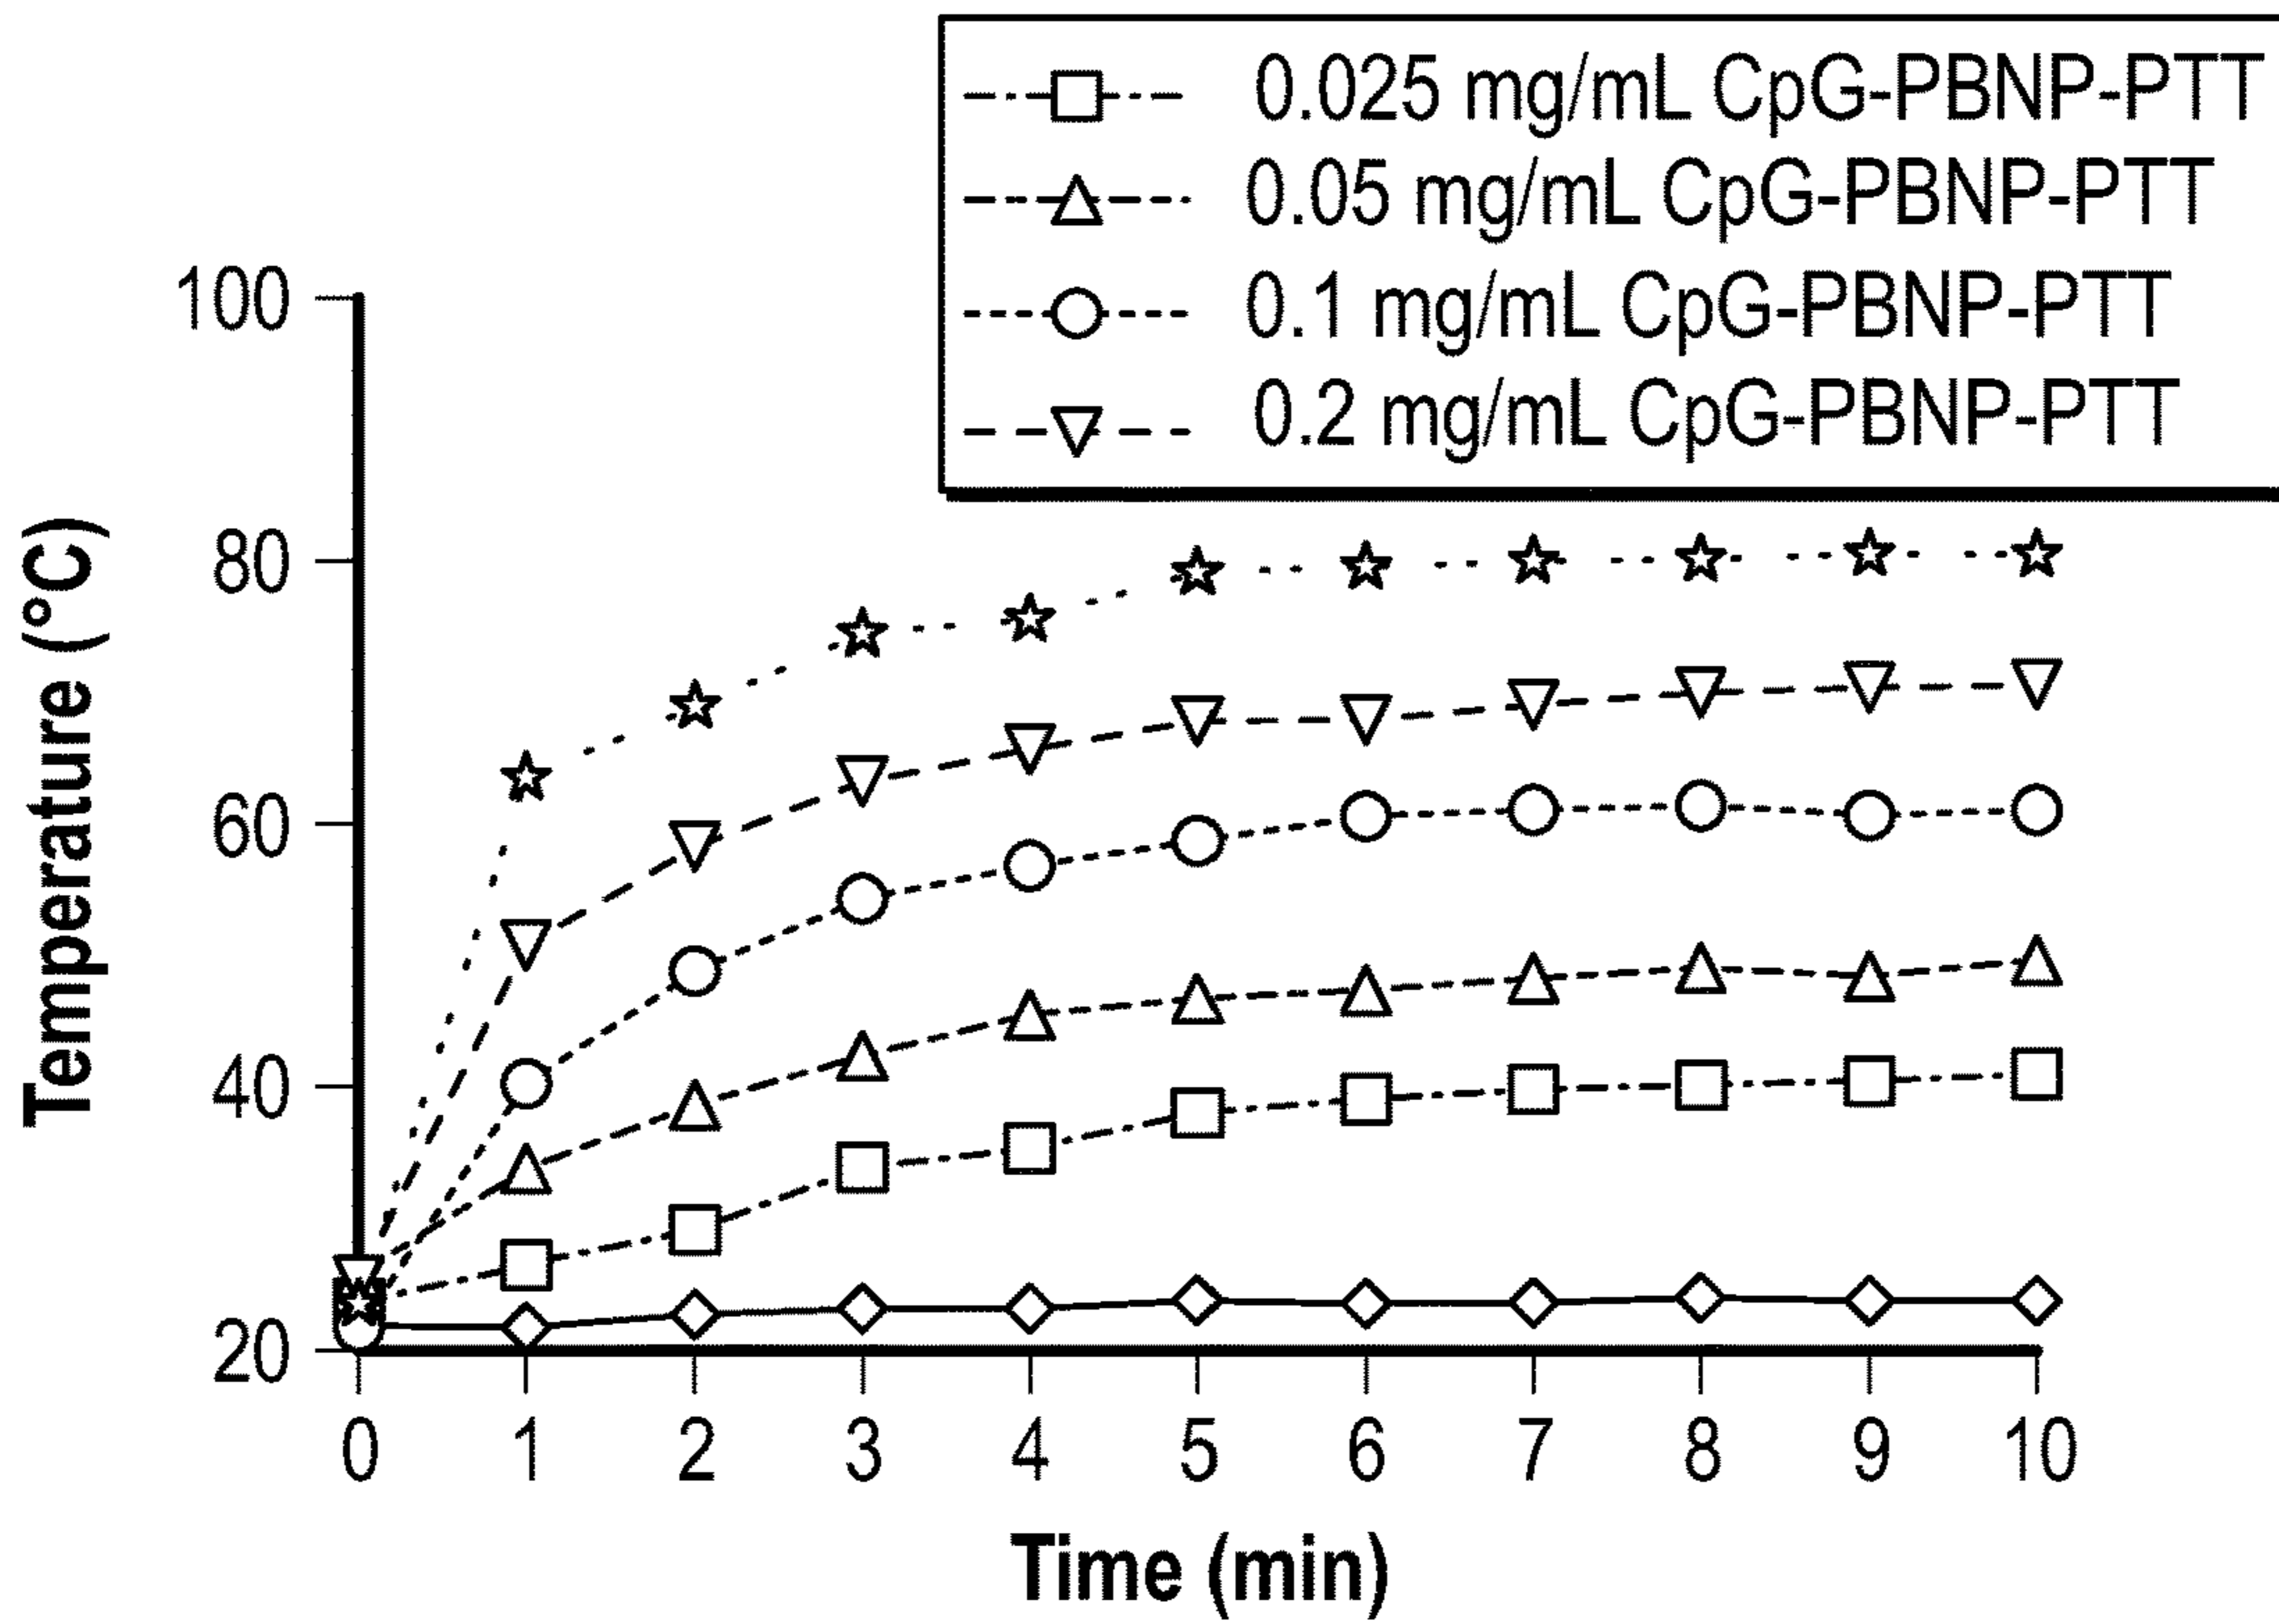 0.025 mg/mL CpG-PBNP-PTT
0.05 mg/mL CpG-PBNP-PTT
0.1 mg/mL CpG-PBNP-PTT
0.2 mg/mL CpG-PBNP-PTT
Temperature (°C)
100
80
60
40
20
0 1 2 3 4 5 6 7 8 9 10
Time (min)